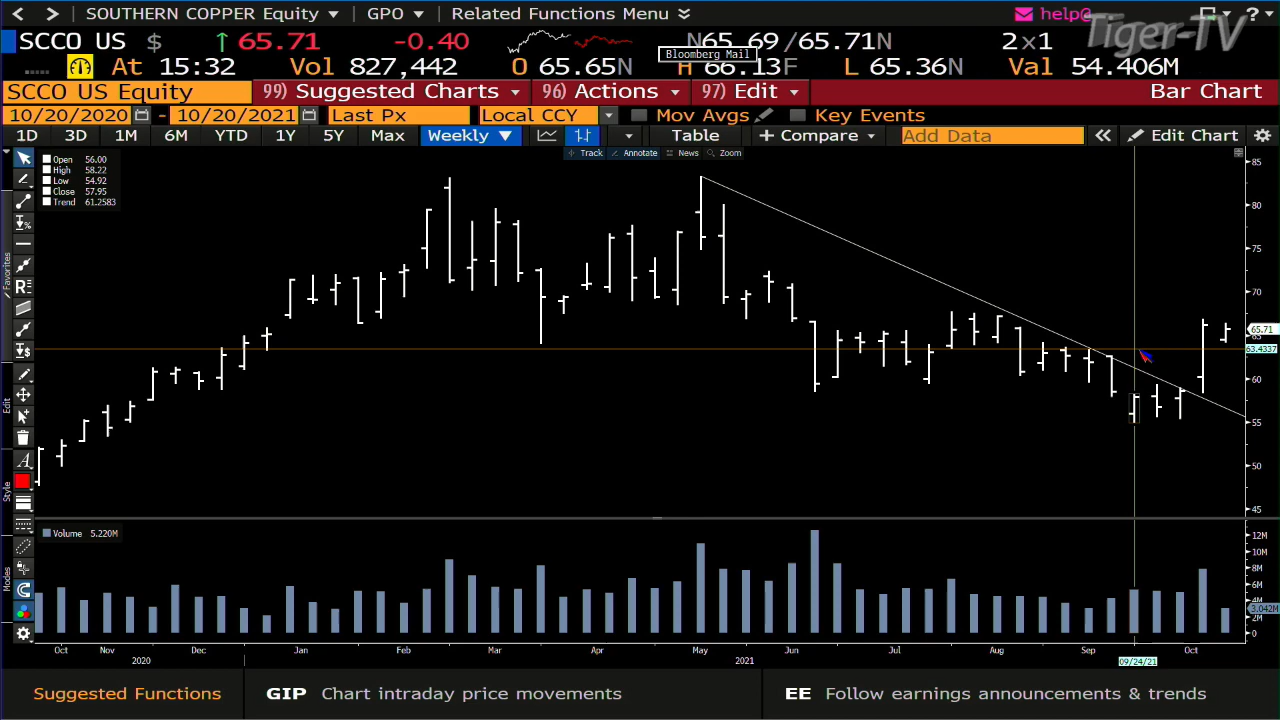 SOUTHERN COPPER Equity GPO Related Functions Menu
Tiger-TV
SCCO US $ 65.71 -0.40 N65.69 /65.71N 2×1
Bloomberg Mail
At 15:32 Vol 827,442 O 65.65N H 66.13F L 65.36N Val 54.406M
SCCO US Equity 99) Suggested Charts 96) Actions 97) Edit Bar Chart
10/20/2020 - 10/20/2021 Last Px Local CCY Mov Avgs Key Events
1D 3D 1M 6M YTD 1Y 5Y Max Weekly Table + Compare Add Data Edit Chart
Track Annotate News Zoom
Open 56.00
High 58.22
Low 54.92
Close 57.95
Trend 61.2583
85
80
75
70
65.71
65
63.4337
60
55
50
45
Favorites
Edit
Style
Modes
Volume 5.220M
12M
10M
8M
6M
4M
3.042M
2M
0
Oct Nov Dec Jan Feb Mar Apr May Jun Jul Aug Sep Oct
2020 2021 09/24/21
Suggested Functions GIP Chart intraday price movements EE Follow earnings announcements & trends